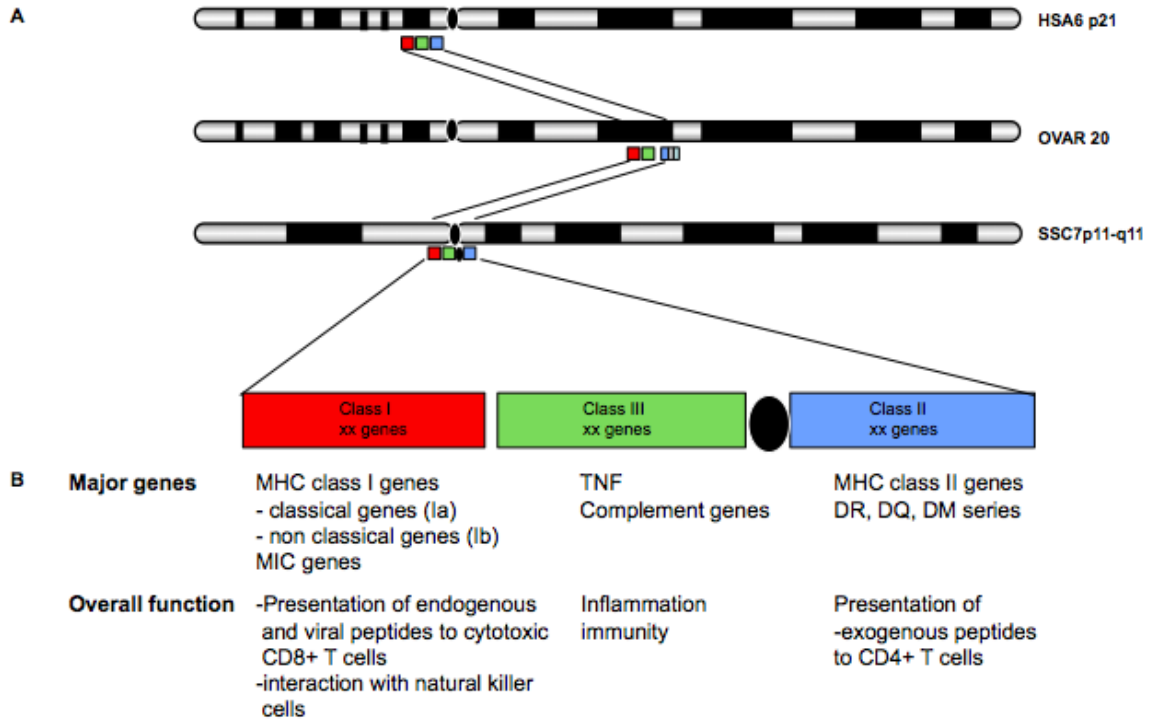 A
HSA6 p21
OVAR 20
SSC7p11-q11
Class I
xx genes
Class III
xx genes
Class II
xx genes
B
Major genes
MHC class I genes
- classical genes (Ia)
- non classical genes (Ib)
MIC genes
TNF
Complement genes
MHC class II genes
DR, DQ, DM series
Overall function
-Presentation of endogenous
and viral peptides to cytotoxic
CD8+ T cells
-interaction with natural killer
cells
Inflammation
immunity
Presentation of
-exogenous peptides
to CD4+ T cells